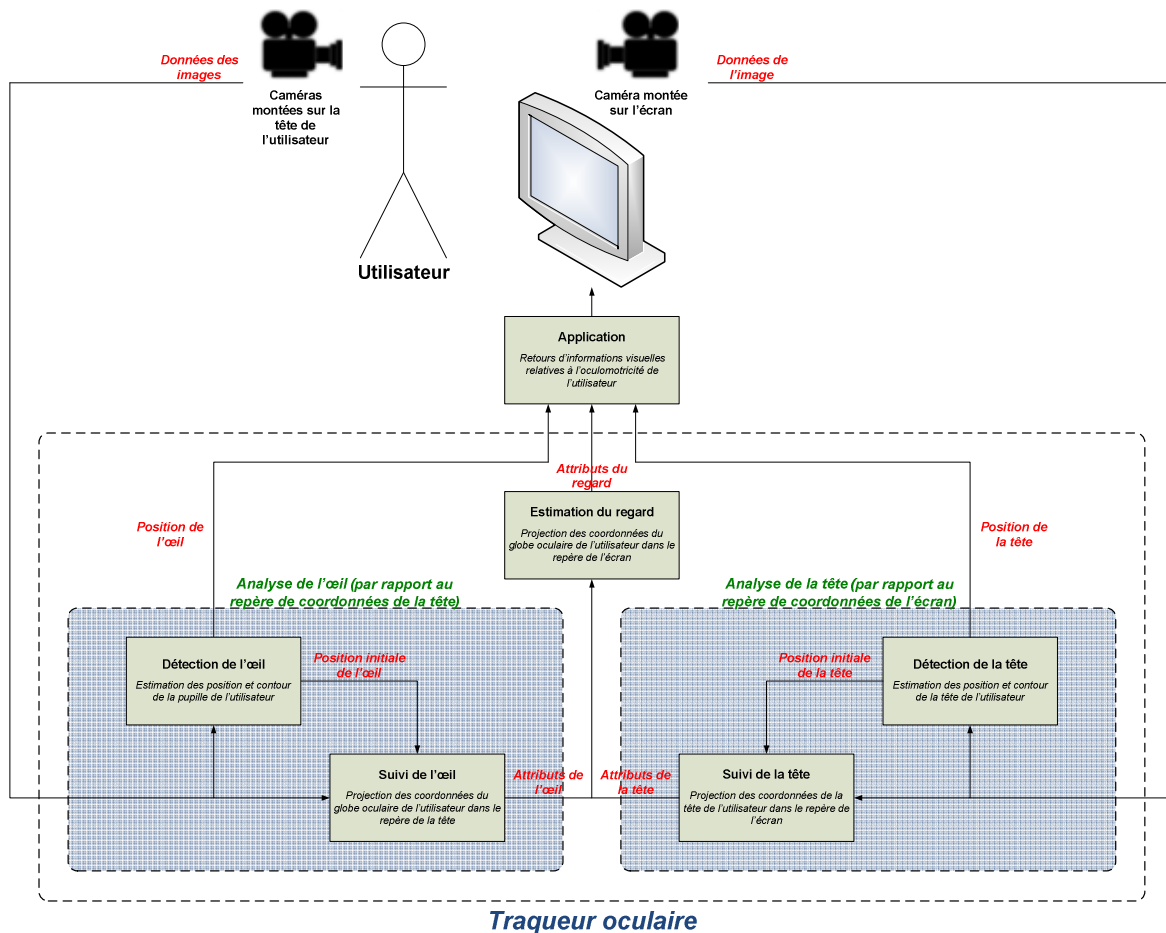 Données des
images
Caméras
montées sur la
tête de
l'utilisateur
Utilisateur
Caméra montée
sur l'écran
Données de
l'image
Application
Retours d'informations visuelles
relatives à l'oculomotricité de
l'utilisateur
Attributs du
regard
Estimation du regard
Projection des coordonnées du
globe oculaire de l'utilisateur dans le
repère de l'écran
Position de
l'œil
Position de
la tête
Analyse de l'œil (par rapport au
repère de coordonnées de la tête)
Analyse de la tête (par rapport au
repère de coordonnées de l'écran)
Détection de l'œil
Estimation des position et contour
de la pupille de l'utilisateur
Position initiale
de l'œil
Position initiale
de la tête
Détection de la tête
Estimation des position et contour
de la tête de l'utilisateur
Suivi de l'œil
Projection des coordonnées du
globe oculaire de l'utilisateur dans le
repère de la tête
Attributs de
l'œil
Attributs de
la tête
Suivi de la tête
Projection des coordonnées de la
tête de l'utilisateur dans le repère de
l'écran
Traqueur oculaire